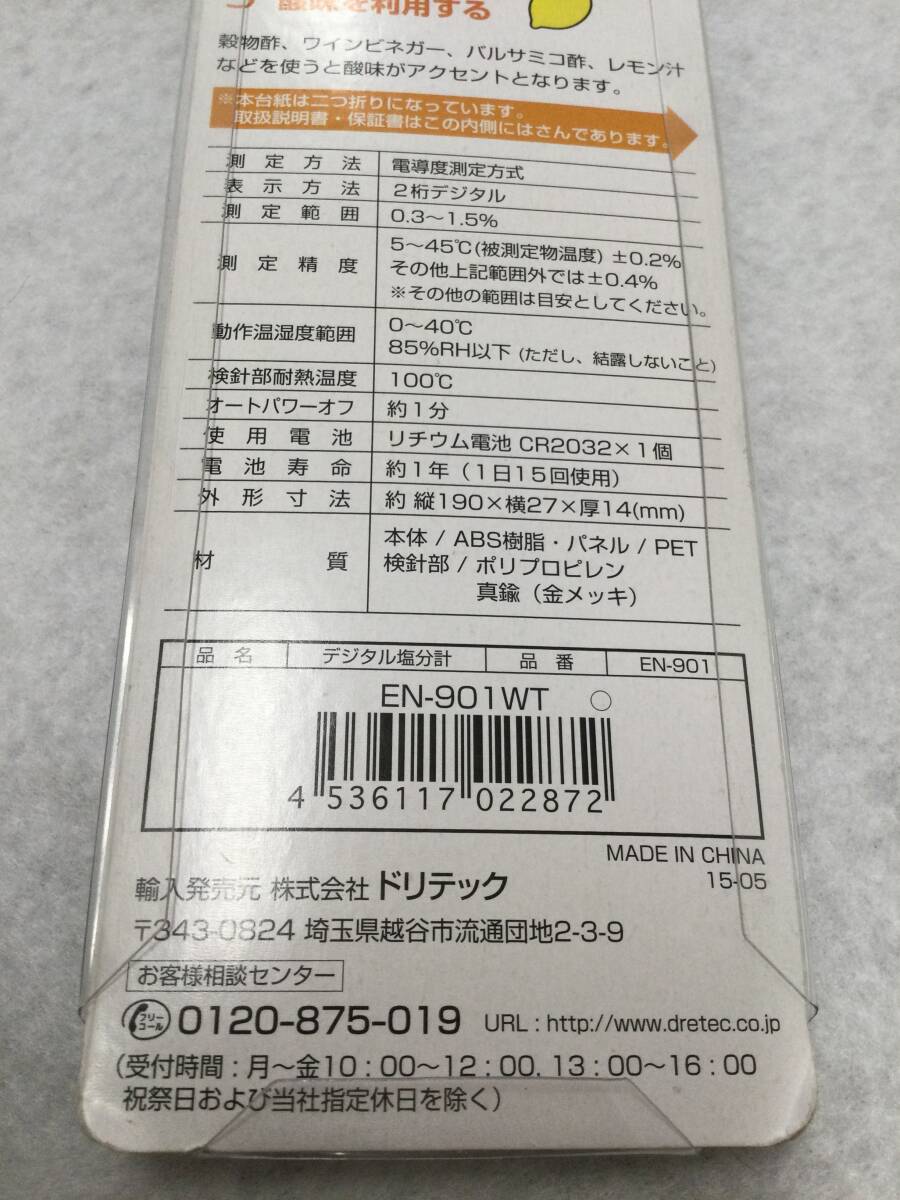 酸味を利用する
穀物酢、ワインビネガー、バルサミコ酢、レモン汁
などを使うと酸味がアクセントとなります。
※本台紙は二つ折りになっています。
取扱説明書・保証書はこの内側にはさんであります。
測定方法 電導度測定方式
表示方法 2桁デジタル
測定範囲 0.3～1.5%
測定精度 5～45℃(被測定物温度) ±0.2%
その他上記範囲外では±0.4%
※その他の範囲は目安としてください。
動作温湿度範囲 0～40℃
85%RH以下 (ただし、結露しないこと)
検針部耐熱温度 100℃
オートパワーオフ 約1分
使用電池 リチウム電池 CR2032×1個
電池寿命 約1年（1日15回使用）
外形寸法 約 縦190×横27×厚14(mm)
材質 本体 / ABS樹脂・パネル / PET
検針部 / ポリプロピレン
真鍮（金メッキ）
品名 デジタル塩分計 品番 EN-901
EN-901WT ○
4 536117 022872
MADE IN CHINA
15-05
輸入発売元 株式会社 ドリテック
〒343-0824 埼玉県越谷市流通団地2-3-9
お客様相談センター
フリーコール 0120-875-019 URL : http://www.dretec.co.jp
（受付時間 : 月～金10 : 00～12 : 00, 13 : 00～16 : 00
祝祭日および当社指定休日を除く）